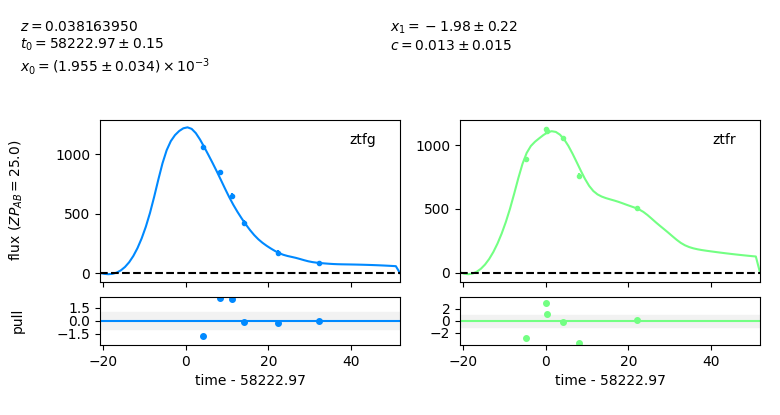 z = 0.038163950
t₀ = 58222.97 ± 0.15
x₀ = (1.955 ± 0.034) × 10⁻³
x₁ = −1.98 ± 0.22
c = 0.013 ± 0.015
flux (ZP_AB = 25.0)
ztfg
1000
500
0
ztfr
1000
500
0
pull
1.5
0.0
−1.5
−20 0 20 40
time - 58222.97
2
0
−2
−20 0 20 40
time - 58222.97